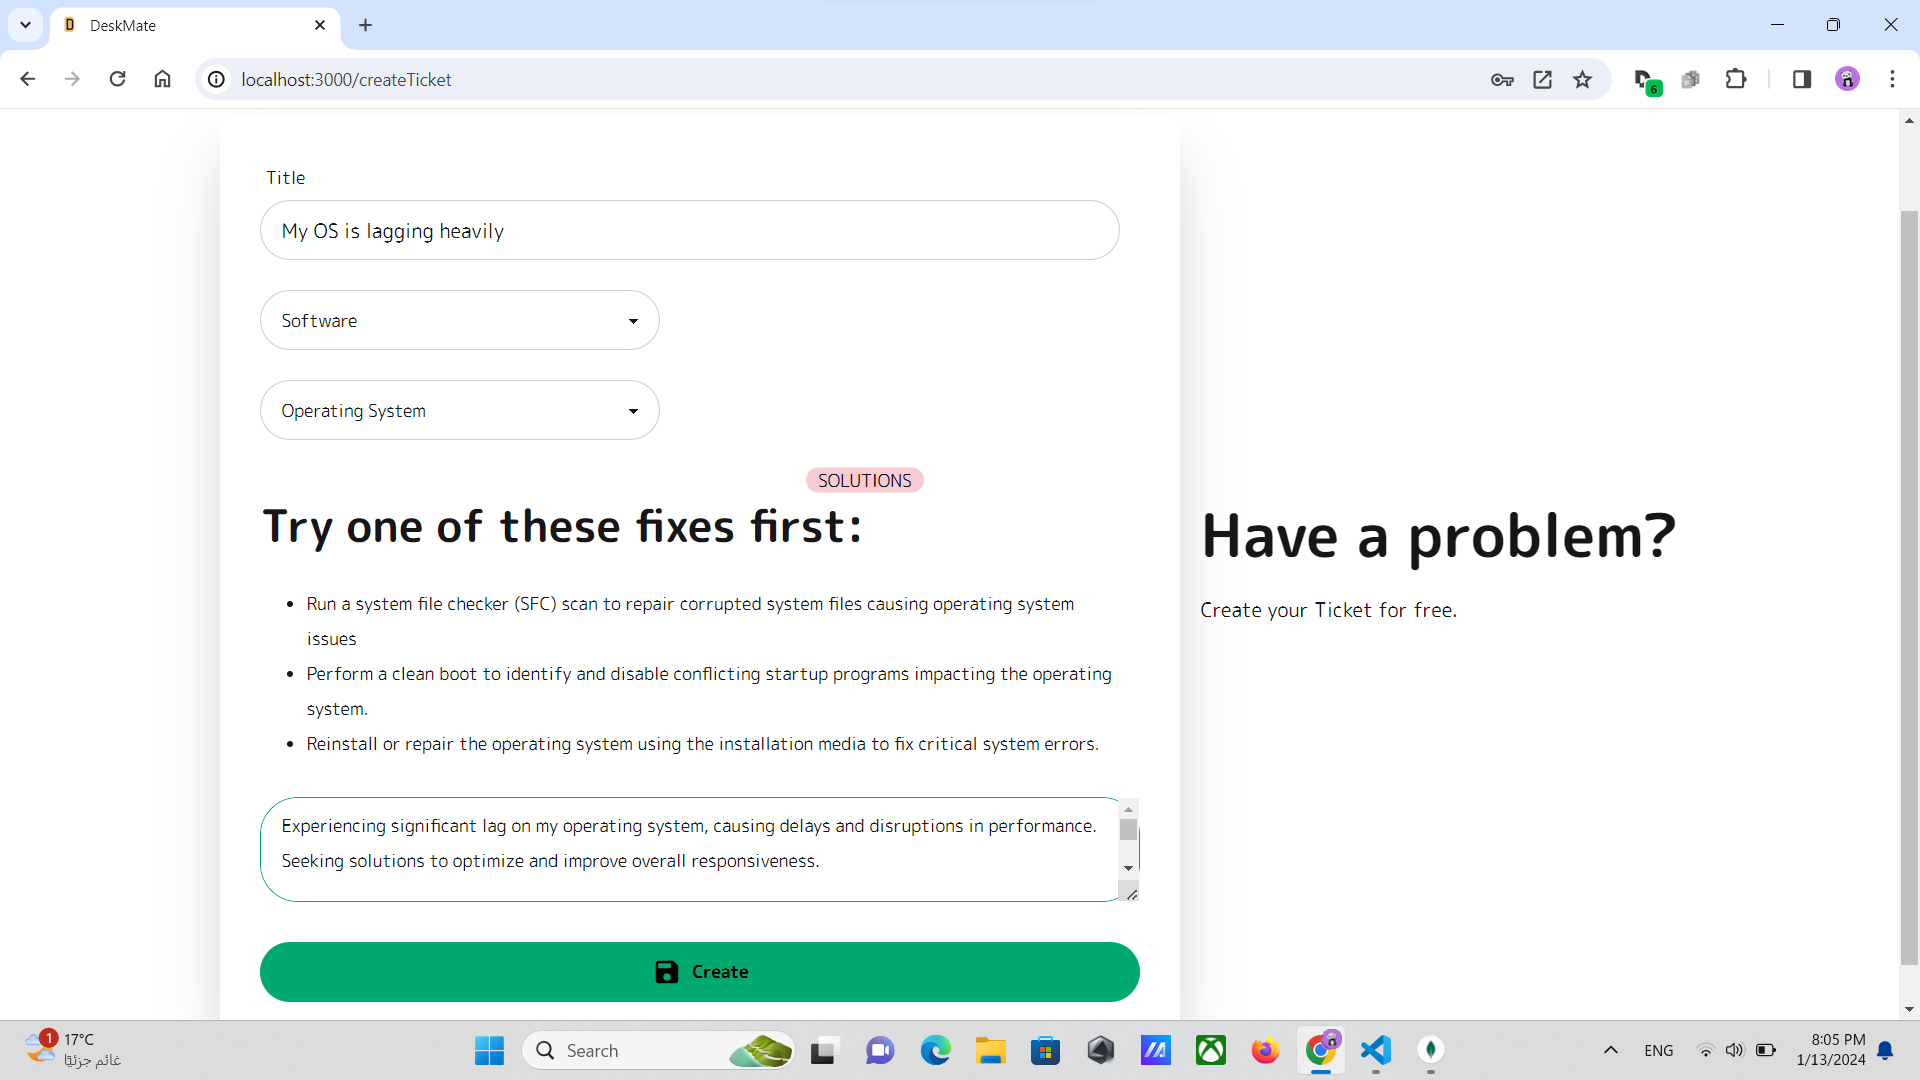 DeskMate
localhost:3000/createTicket
6
Title
My OS is lagging heavily
Software
Operating System
SOLUTIONS
Try one of these fixes first:
Run a system file checker (SFC) scan to repair corrupted system files causing operating system
issues
Perform a clean boot to identify and disable conflicting startup programs impacting the operating
system.
Reinstall or repair the operating system using the installation media to fix critical system errors.
Experiencing significant lag on my operating system, causing delays and disruptions in performance.
Seeking solutions to optimize and improve overall responsiveness.
Create
Have a problem?
Create your Ticket for free.
1
17°C
غائم جزئيًا
Search
ENG
8:05 PM
1/13/2024